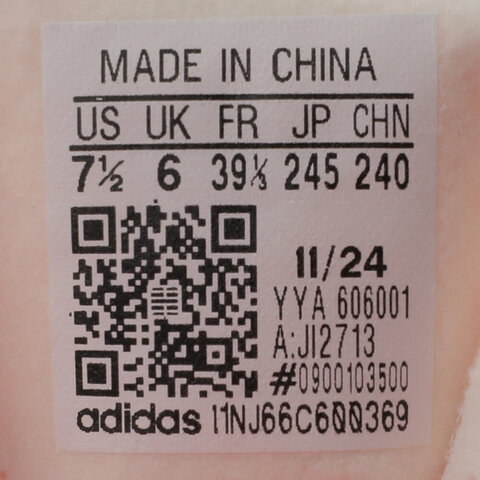 MADE IN CHINA
US UK FR JP CHN
7½ 6 39⅓ 245 240
11/24
YYA 606001
A:JI2713
#0900103500
adidas 11NJ66C600369